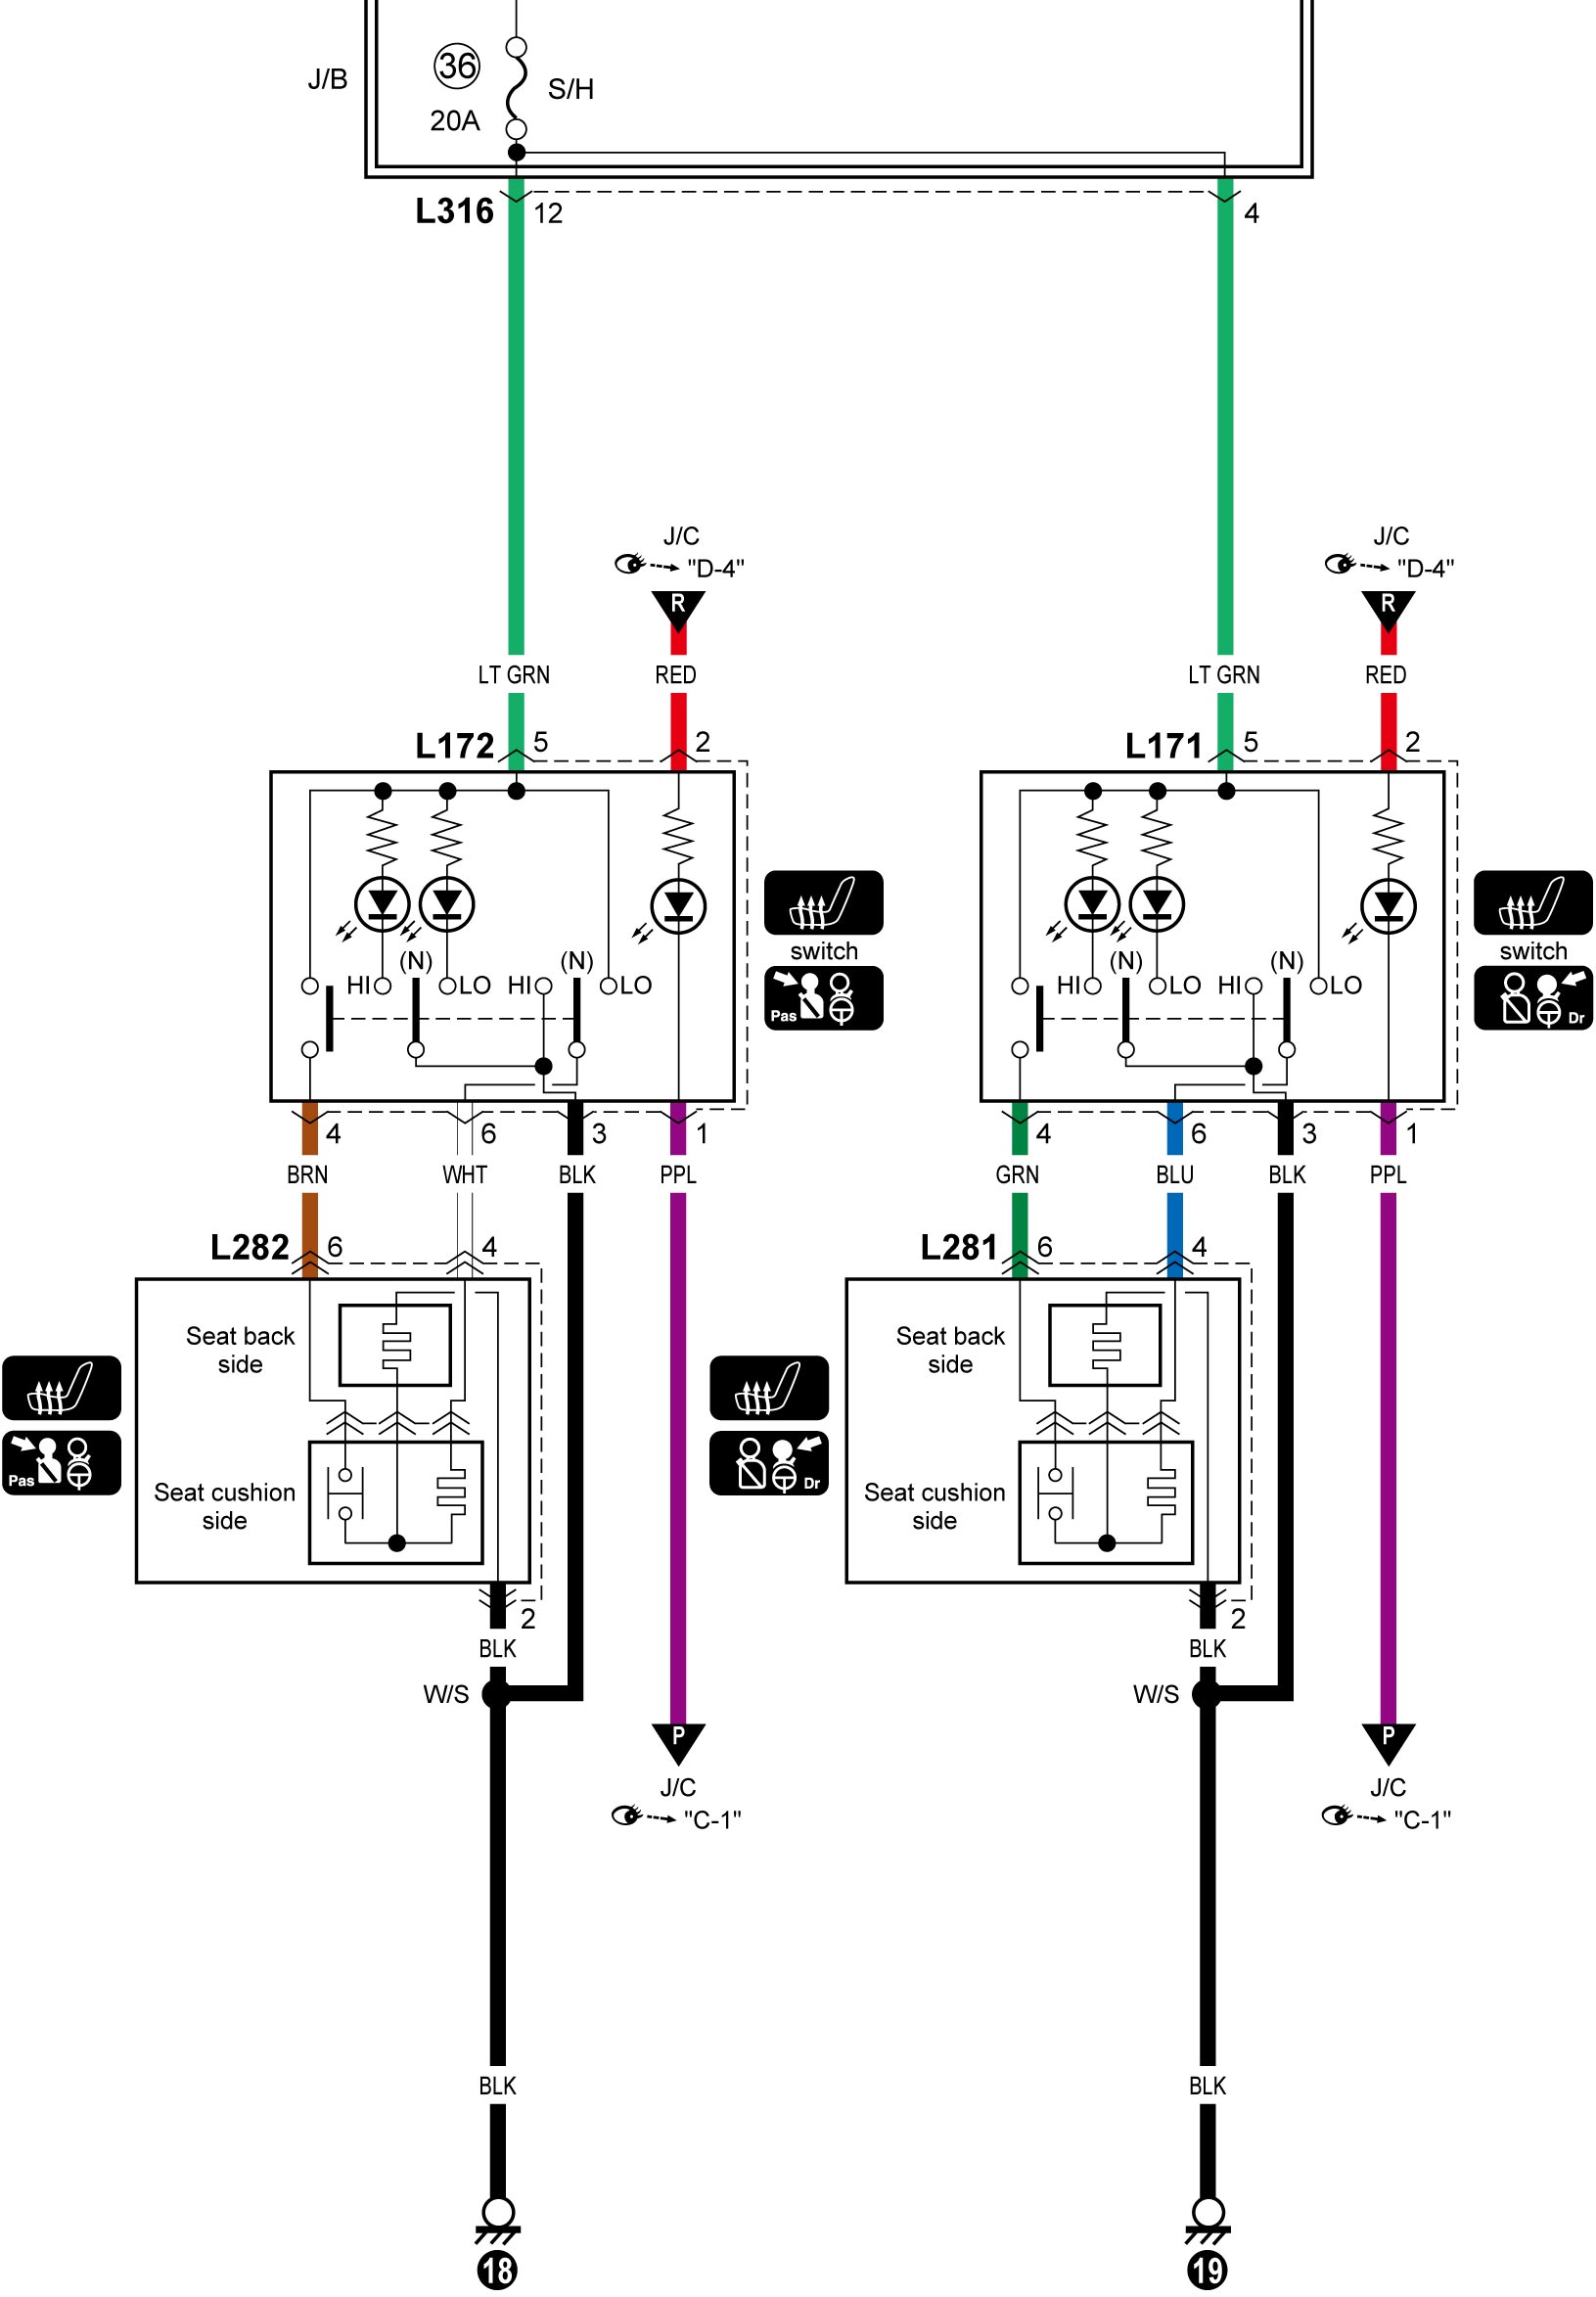 J/B
36
20A
S/H
L316
12
4
J/C
"D-4"
R
J/C
"D-4"
R
LT GRN
RED
LT GRN
RED
L172
5
2
L171
5
2
switch
switch
HI
(N)
LO
HI
(N)
LO
HI
(N)
LO
HI
(N)
LO
Pas
Dr
4
6
3
1
4
6
3
1
BRN
WHT
BLK
PPL
GRN
BLU
BLK
PPL
L282
6
4
L281
6
4
Seat back
side
Seat back
side
Pas
Seat cushion
side
Dr
Seat cushion
side
2
2
BLK
BLK
W/S
W/S
P
P
J/C
"C-1"
J/C
"C-1"
BLK
BLK
18
19